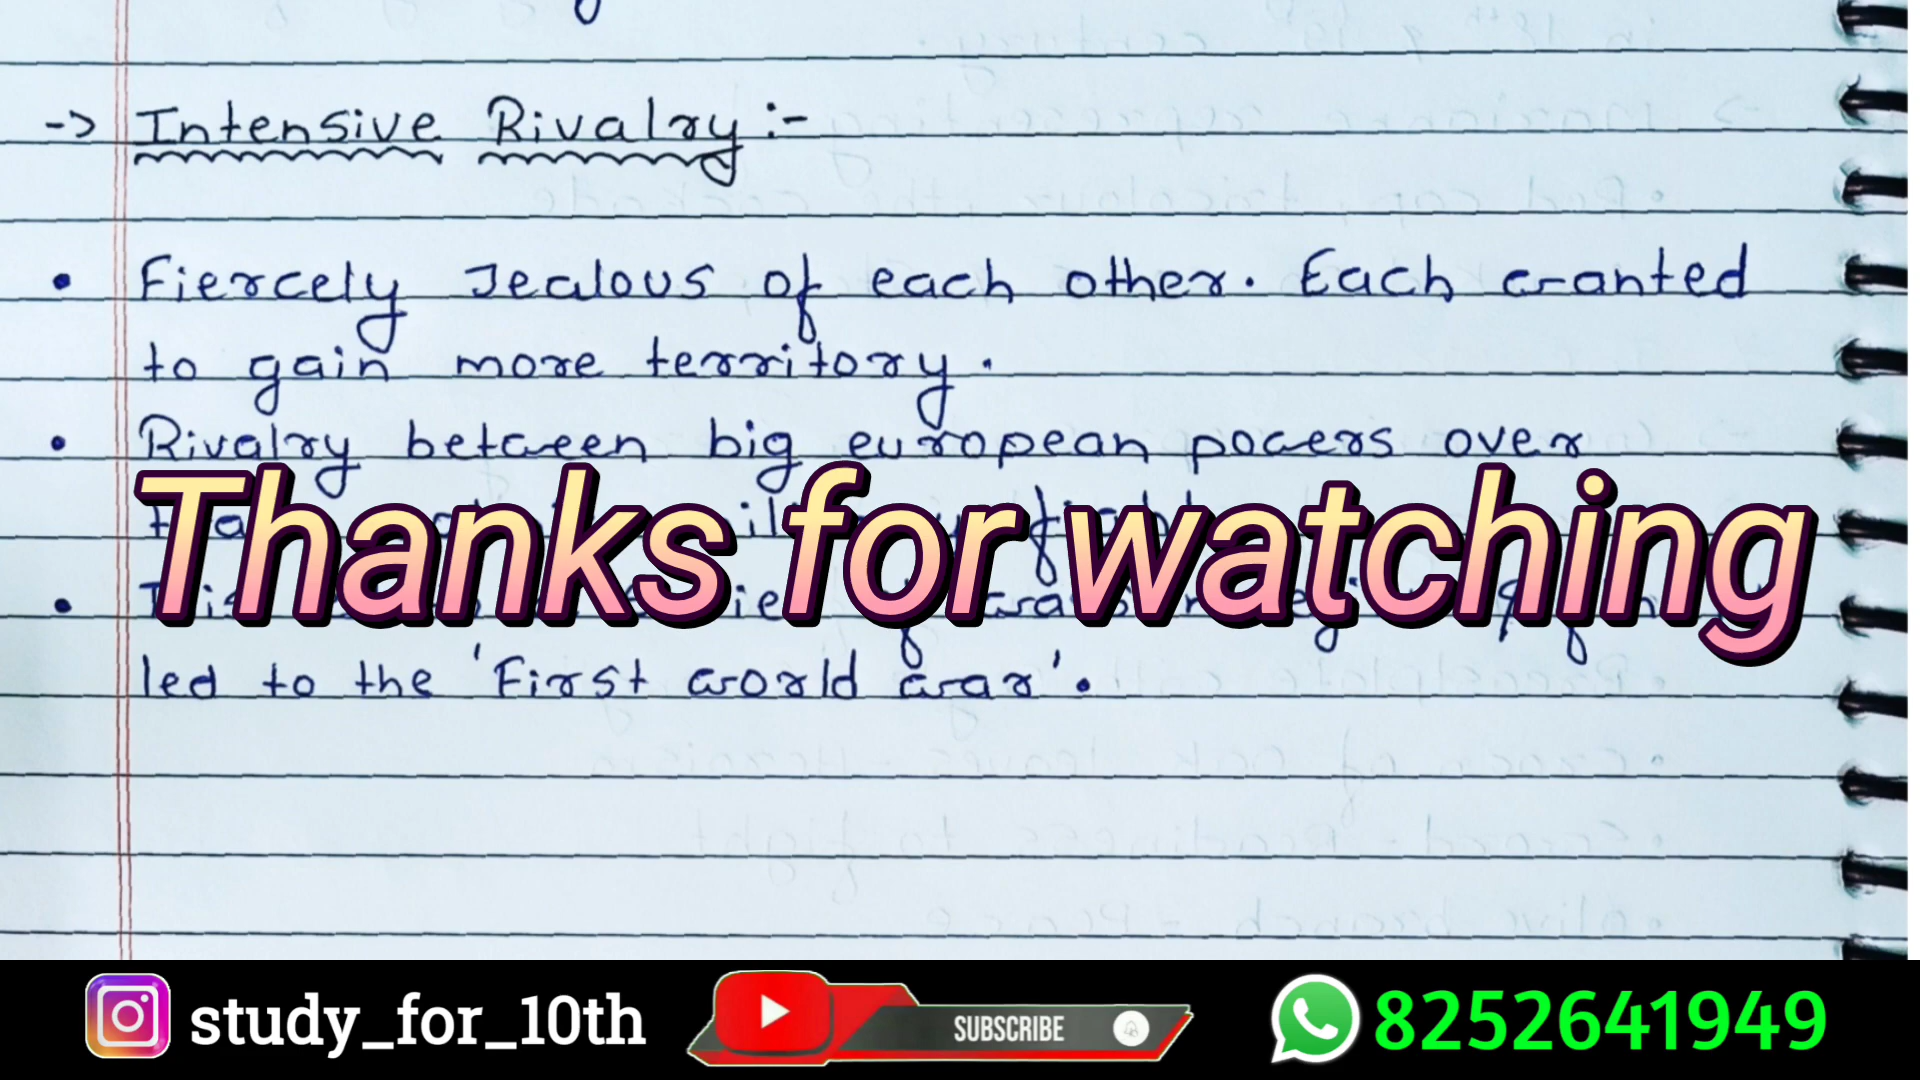 -> Intensive Rivalry :-
• Fiercely Jealous of each other. Each wanted
to gain more territory.
• Rivalry between big european powers over
Thanks for watching
led to the 'First world war'.
study_for_10th
SUBSCRIBE
8252641949